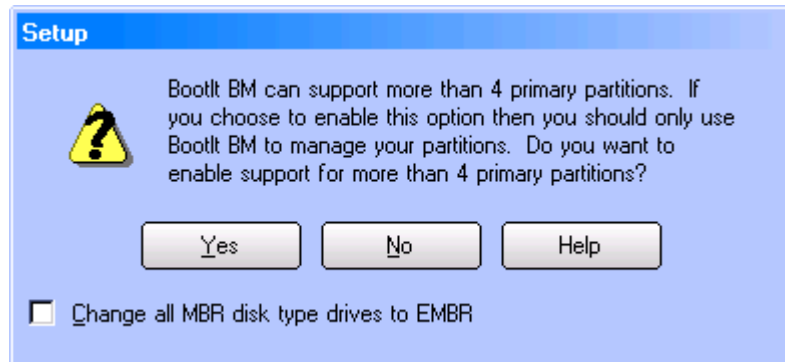 Setup
BootIt BM can support more than 4 primary partitions. If
you choose to enable this option then you should only use
BootIt BM to manage your partitions. Do you want to
enable support for more than 4 primary partitions?
Yes
No
Help
Change all MBR disk type drives to EMBR